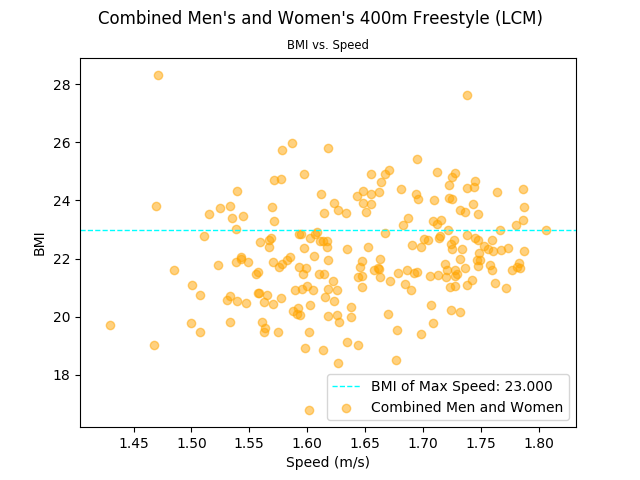 Combined Men's and Women's 400m Freestyle (LCM)
BMI vs. Speed
28
26
24
22
20
18
BMI
1.45 1.50 1.55 1.60 1.65 1.70 1.75 1.80
Speed (m/s)
BMI of Max Speed: 23.000
Combined Men and Women